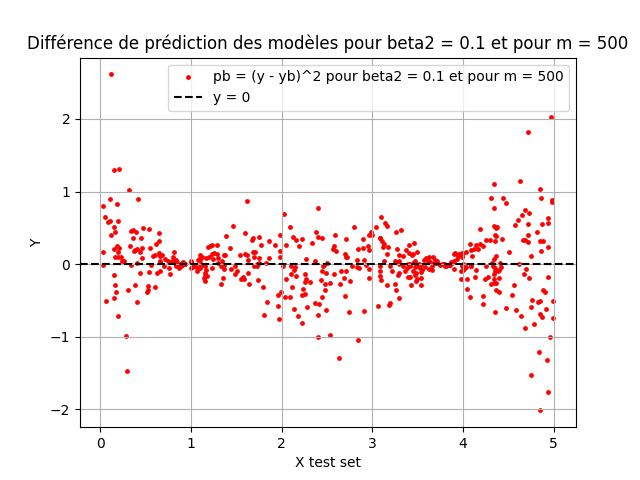 Différence de prédiction des modèles pour beta2 = 0.1 et pour m = 500
pb = (y - yb)^2 pour beta2 = 0.1 et pour m = 500
y = 0
2
1
0
−1
−2
Y
0 1 2 3 4 5
X test set